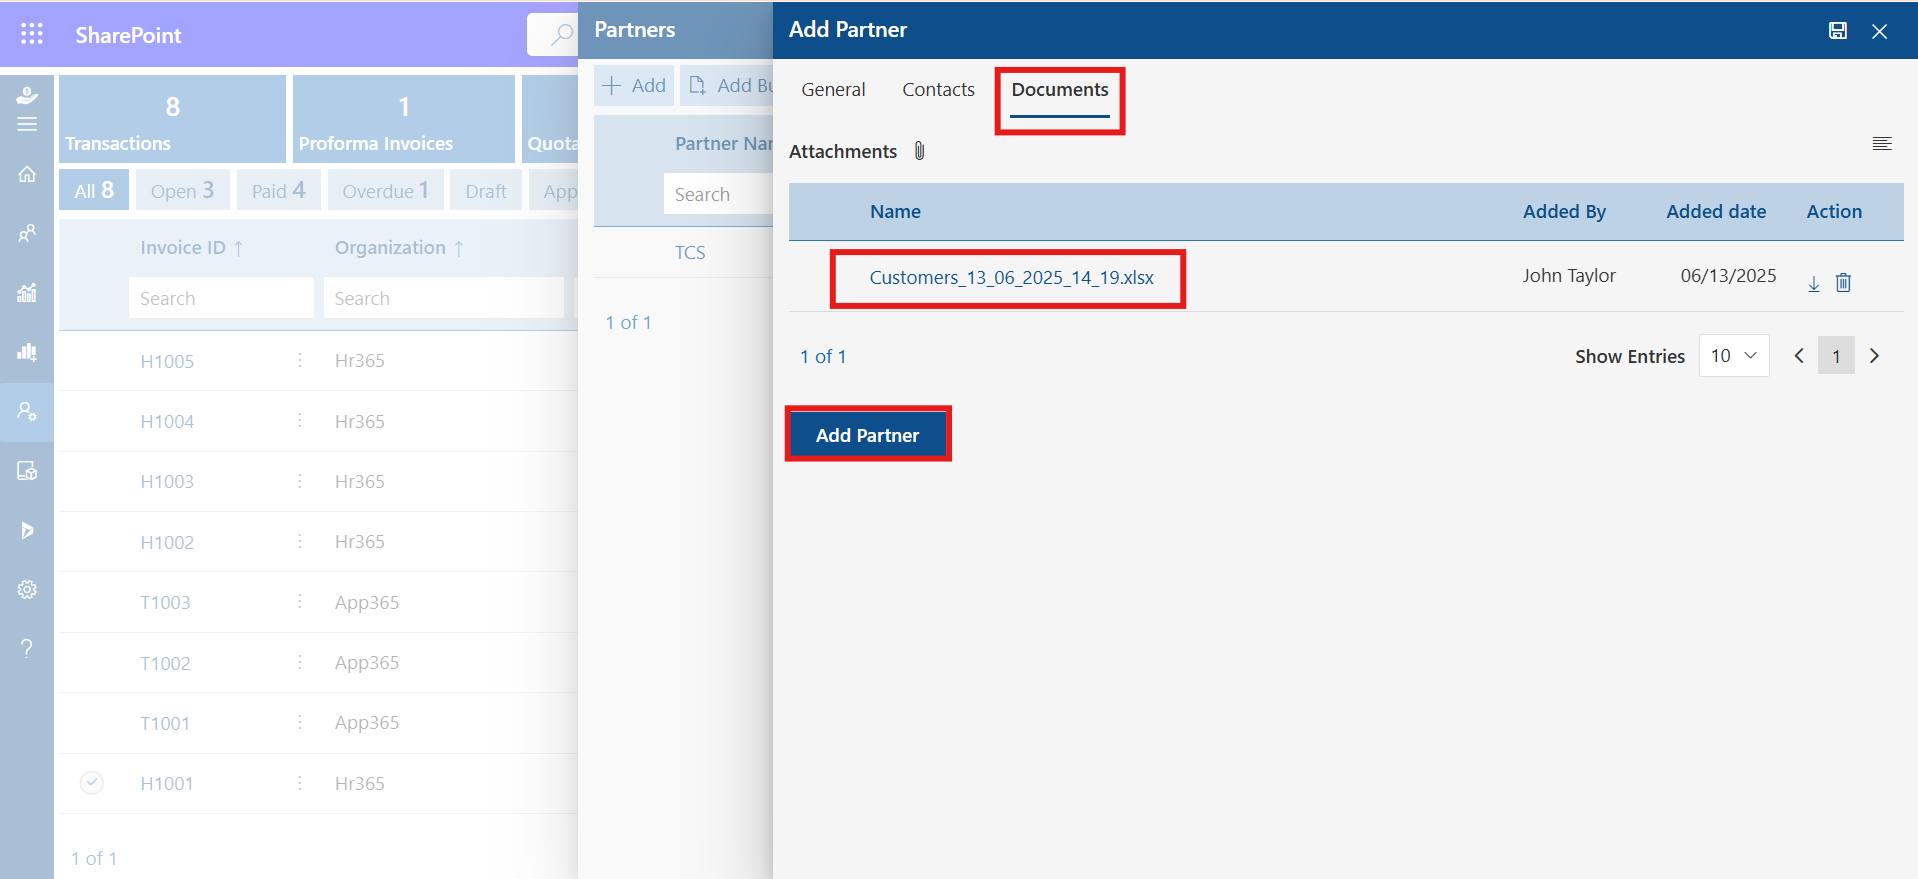 SharePoint
Partners
Add Partner
8
Transactions
1
Proforma Invoices
Quota
All 8
Open 3
Paid 4
Overdue 1
Draft
App
Invoice ID ↑
Organization ↑
Search
Search
H1005
Hr365
H1004
Hr365
H1003
Hr365
H1002
Hr365
T1003
App365
T1002
App365
T1001
App365
H1001
Hr365
1 of 1
Add
Add Bu
Partner Nar
Search
TCS
1 of 1
General
Contacts
Documents
Attachments
Name
Added By
Added date
Action
Customers_13_06_2025_14_19.xlsx
John Taylor
06/13/2025
1 of 1
Show Entries
10
1
Add Partner